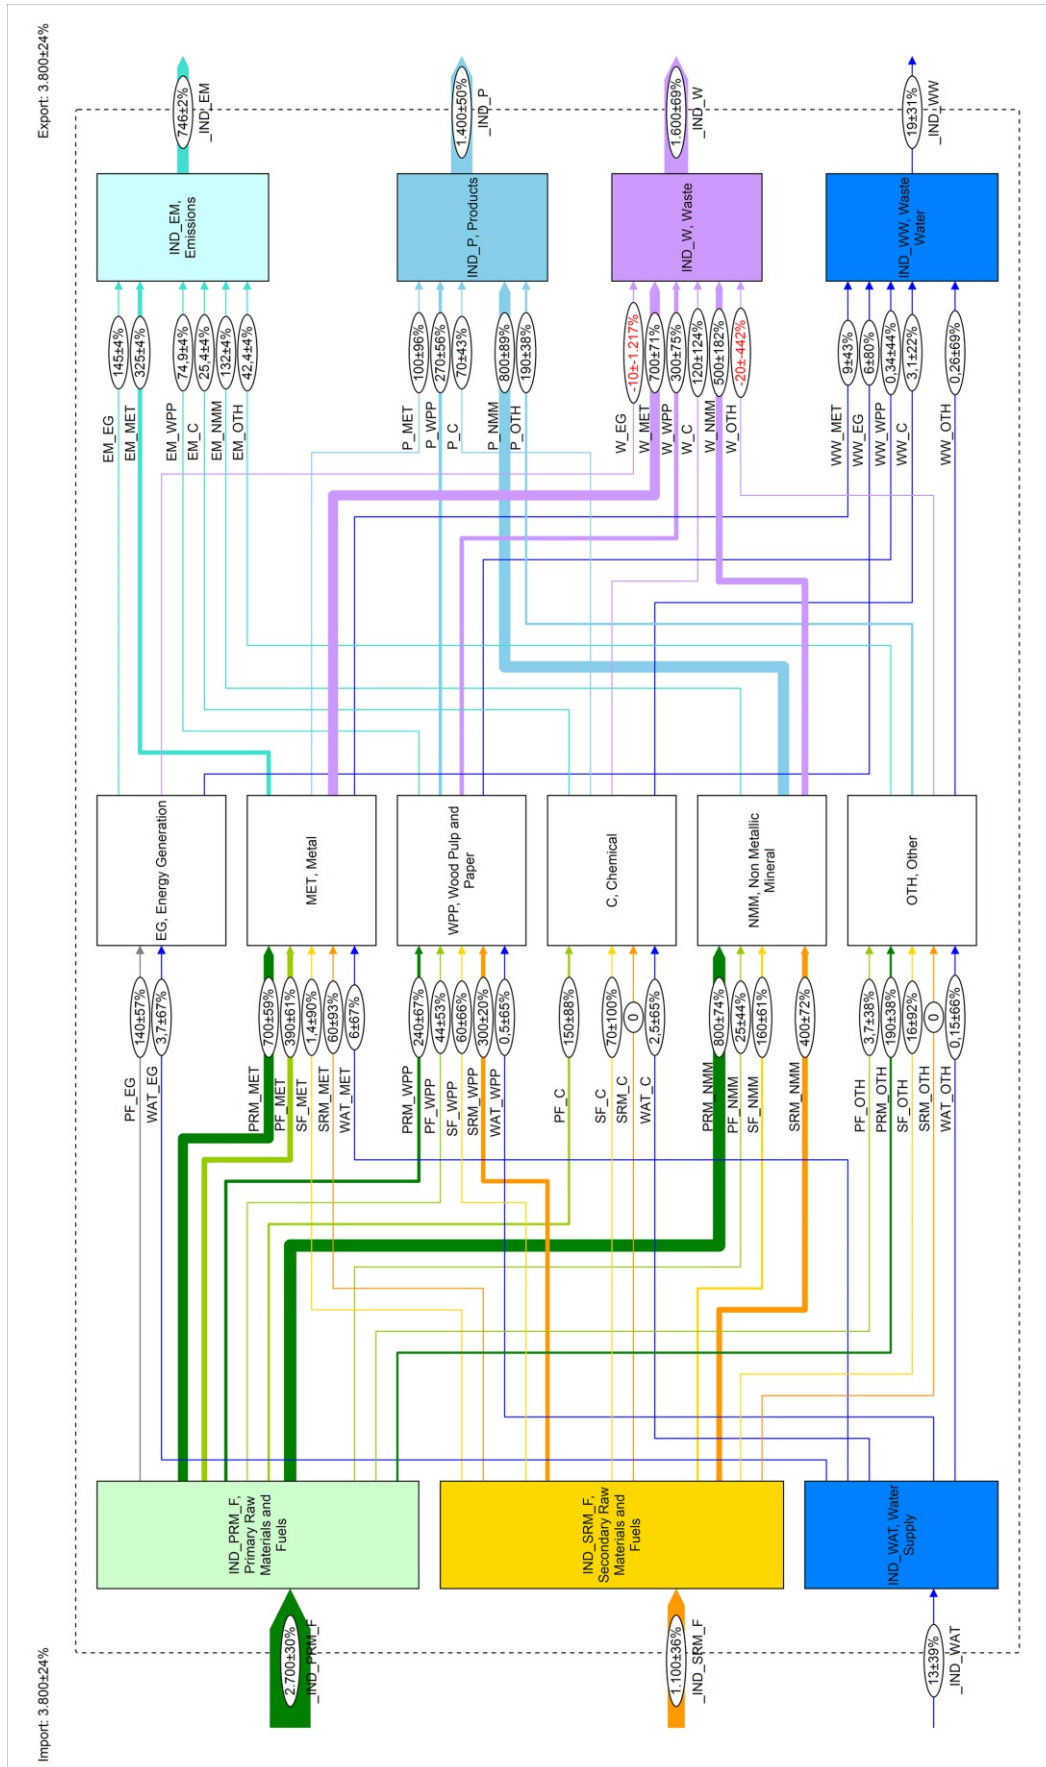 Import: 3.800±24%
Export: 3.800±24%
2.700±30%
_IND_PRM_F
1.100±36%
_IND_SRM_F
13±39%
_IND_WAT
IND_PRM_F,
Primary Raw
Materials and
Fuels
IND_SRM_F,
Secondary Raw
Materials and
Fuels
IND_WAT, Water
Supply
PF_EG
140±57%
WAT_EG
3,7±67%
PRM_MET
700±59%
PF_MET
390±61%
SF_MET
1,4±90%
SRM_MET
60±93%
WAT_MET
6±67%
PRM_WPP
240±67%
PF_WPP
44±53%
SF_WPP
60±66%
SRM_WPP
300±20%
WAT_WPP
0,5±65%
PF_C
150±88%
SF_C
70±100%
SRM_C
0
WAT_C
2,5±65%
PRM_NMM
800±74%
PF_NMM
25±44%
SF_NMM
160±61%
SRM_NMM
400±72%
PF_OTH
3,7±38%
PRM_OTH
190±38%
SF_OTH
16±92%
SRM_OTH
0
WAT_OTH
0,15±66%
EG, Energy Generation
MET, Metal
WPP, Wood Pulp and
Paper
C, Chemical
NMM, Non Metallic
Mineral
OTH, Other
EM_EG
145±4%
EM_MET
325±4%
EM_WPP
74,9±4%
EM_C
25,4±4%
EM_NMM
132±4%
EM_OTH
42,4±4%
P_MET
100±96%
P_WPP
270±56%
P_C
70±43%
P_NMM
800±89%
P_OTH
190±38%
W_EG
-10±-1.217%
W_MET
700±71%
W_WPP
300±75%
W_C
120±124%
W_NMM
500±182%
W_OTH
-20±-442%
WW_MET
9±43%
WW_EG
6±80%
WW_WPP
0,34±44%
WW_C
3,1±22%
WW_OTH
0,26±69%
IND_EM,
Emissions
IND_P, Products
IND_W, Waste
IND_WW, Waste
Water
746±2%
_IND_EM
1.400±50%
_IND_P
1.600±69%
_IND_W
19±31%
_IND_WW